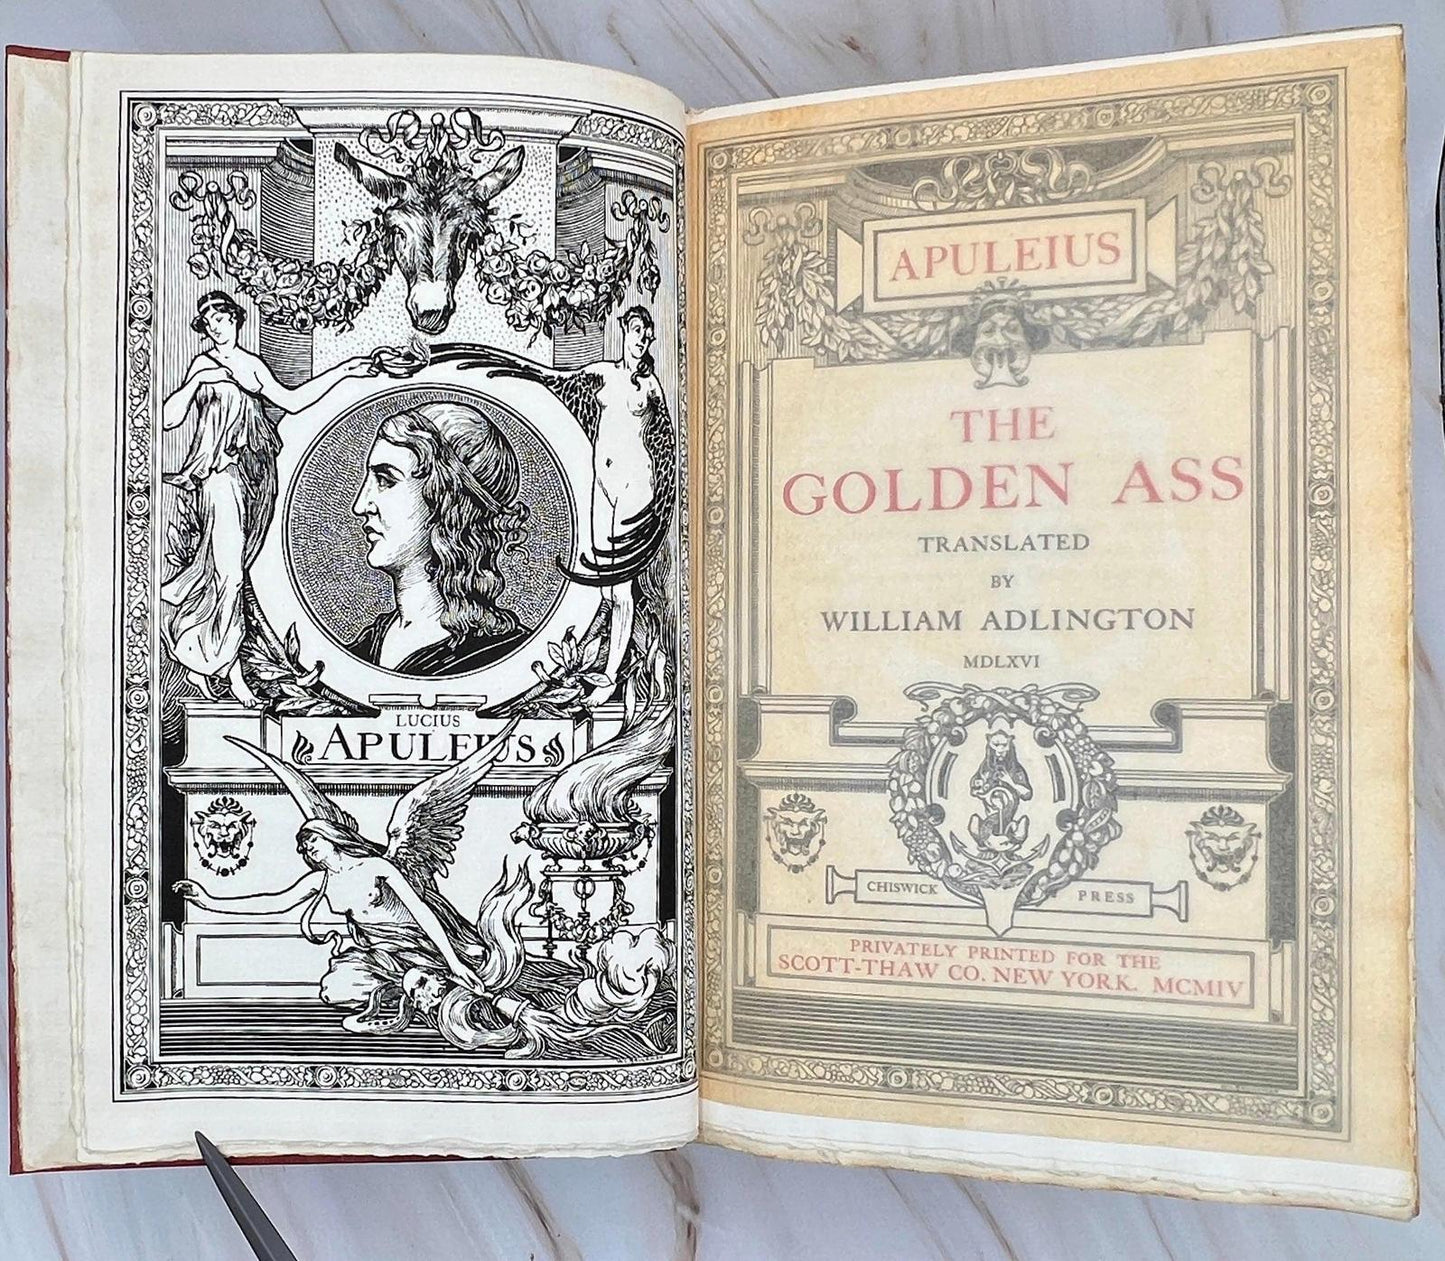 LUCIUS
APULEIUS
APULEIUS
THE
GOLDEN ASS
TRANSLATED
BY
WILLIAM ADLINGTON
MDLXVI
CHISWICK PRESS
PRIVATELY PRINTED FOR THE
SCOTT-THAW CO. NEW YORK. MCMIV